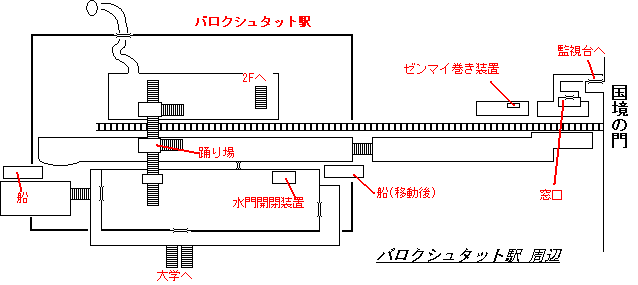 バロクシュタット駅
監視台へ
ゼンマイ巻き装置
2Fへ
国境の門
踊り場
船
水門開閉装置
船(移動後)
窓口
バロクシュタット駅 周辺
大学へ